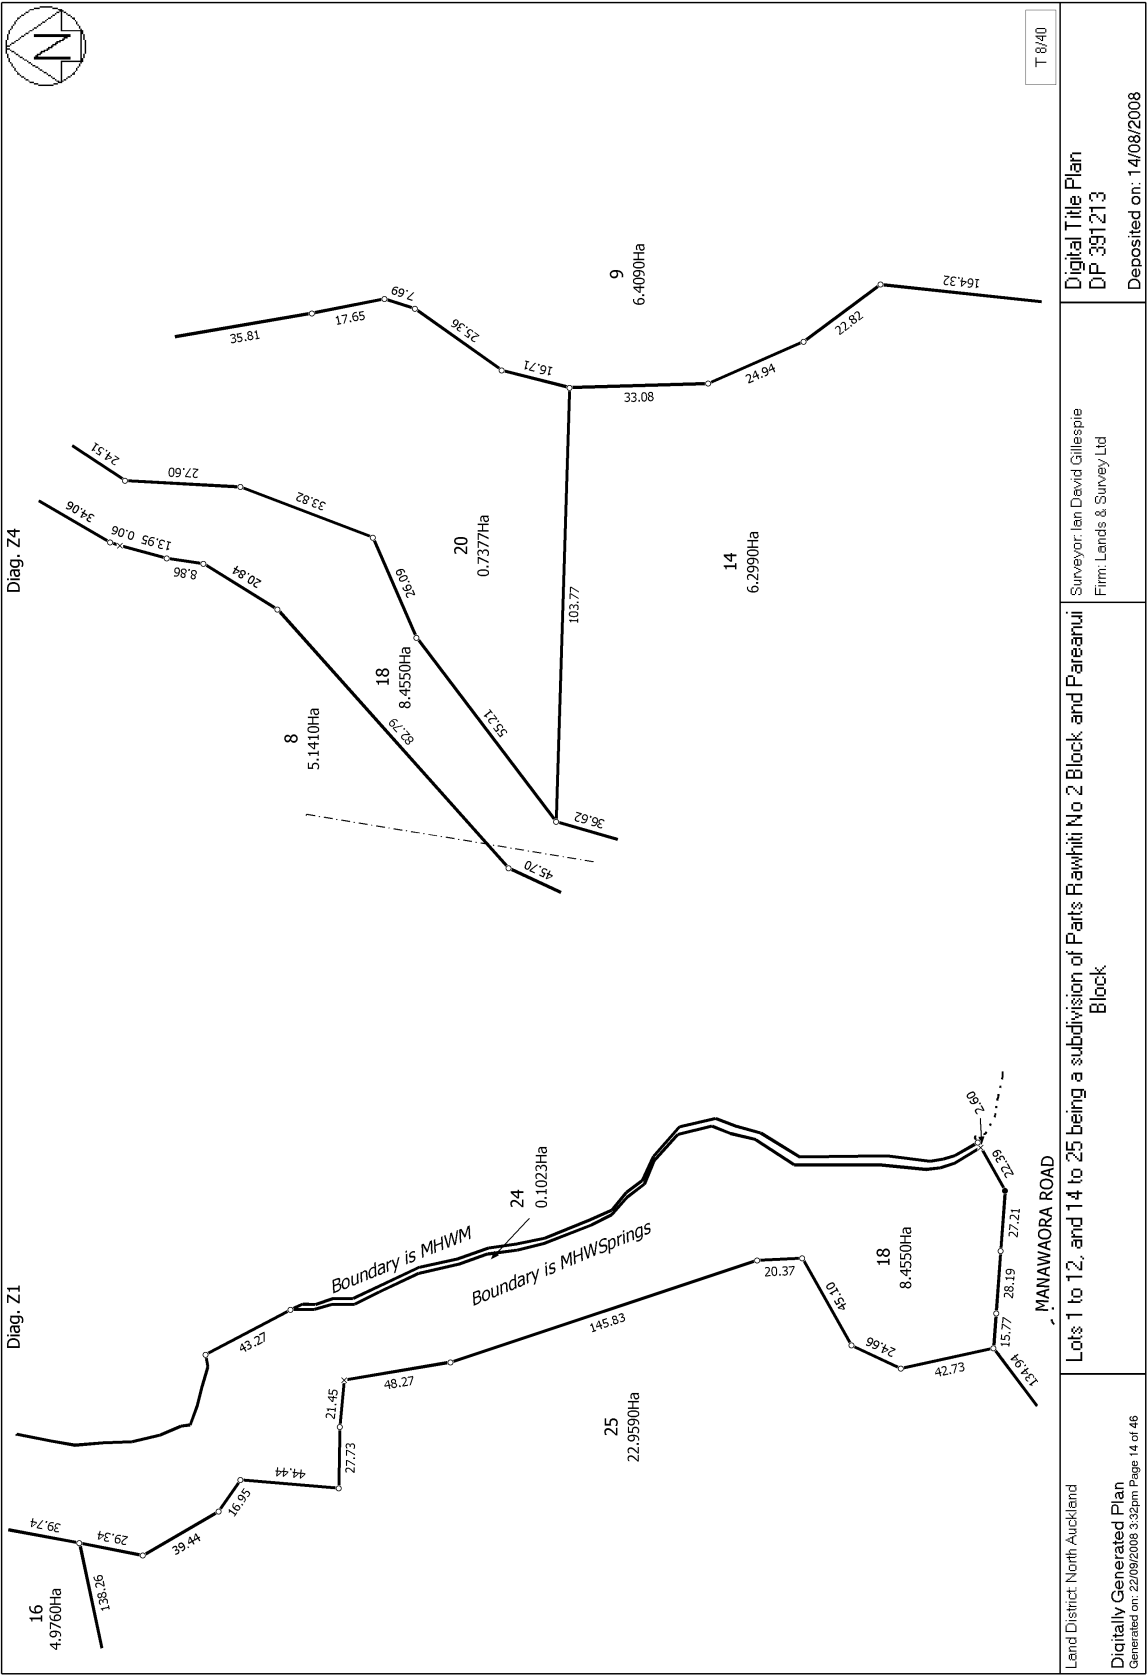 Diag. Z1
16
4.9760Ha
138.26
39.74
29.34
39.44
16.95
44.44
27.73
21.45
43.27
48.27
145.83
20.37
45.10
24.66
42.73
134.94
15.77
28.19
27.21
22.39
2.60
Boundary is MHWM
Boundary is MHWSprings
24
0.1023Ha
25
22.9590Ha
18
8.4550Ha
MANAWAORA ROAD
Diag. Z4
34.06
0.06
13.95
8.86
20.84
82.79
45.70
24.51
27.60
33.82
26.09
55.21
36.62
8
5.1410Ha
18
8.4550Ha
20
0.7377Ha
103.77
14
6.2990Ha
35.81
17.65
7.69
25.36
16.71
33.08
24.94
22.82
164.32
9
6.4090Ha
N
T 8/40
Land District: North Auckland
Digitally Generated Plan
Generated on: 22/09/2008 3:32pm Page 14 of 46
Lots 1 to 12, and 14 to 25 being a subdivision of Parts Rawhiti No 2 Block and Pareanui
Block
Surveyor: Ian David Gillespie
Firm: Lands & Survey Ltd
Digital Title Plan
DP 391213
Deposited on: 14/08/2008